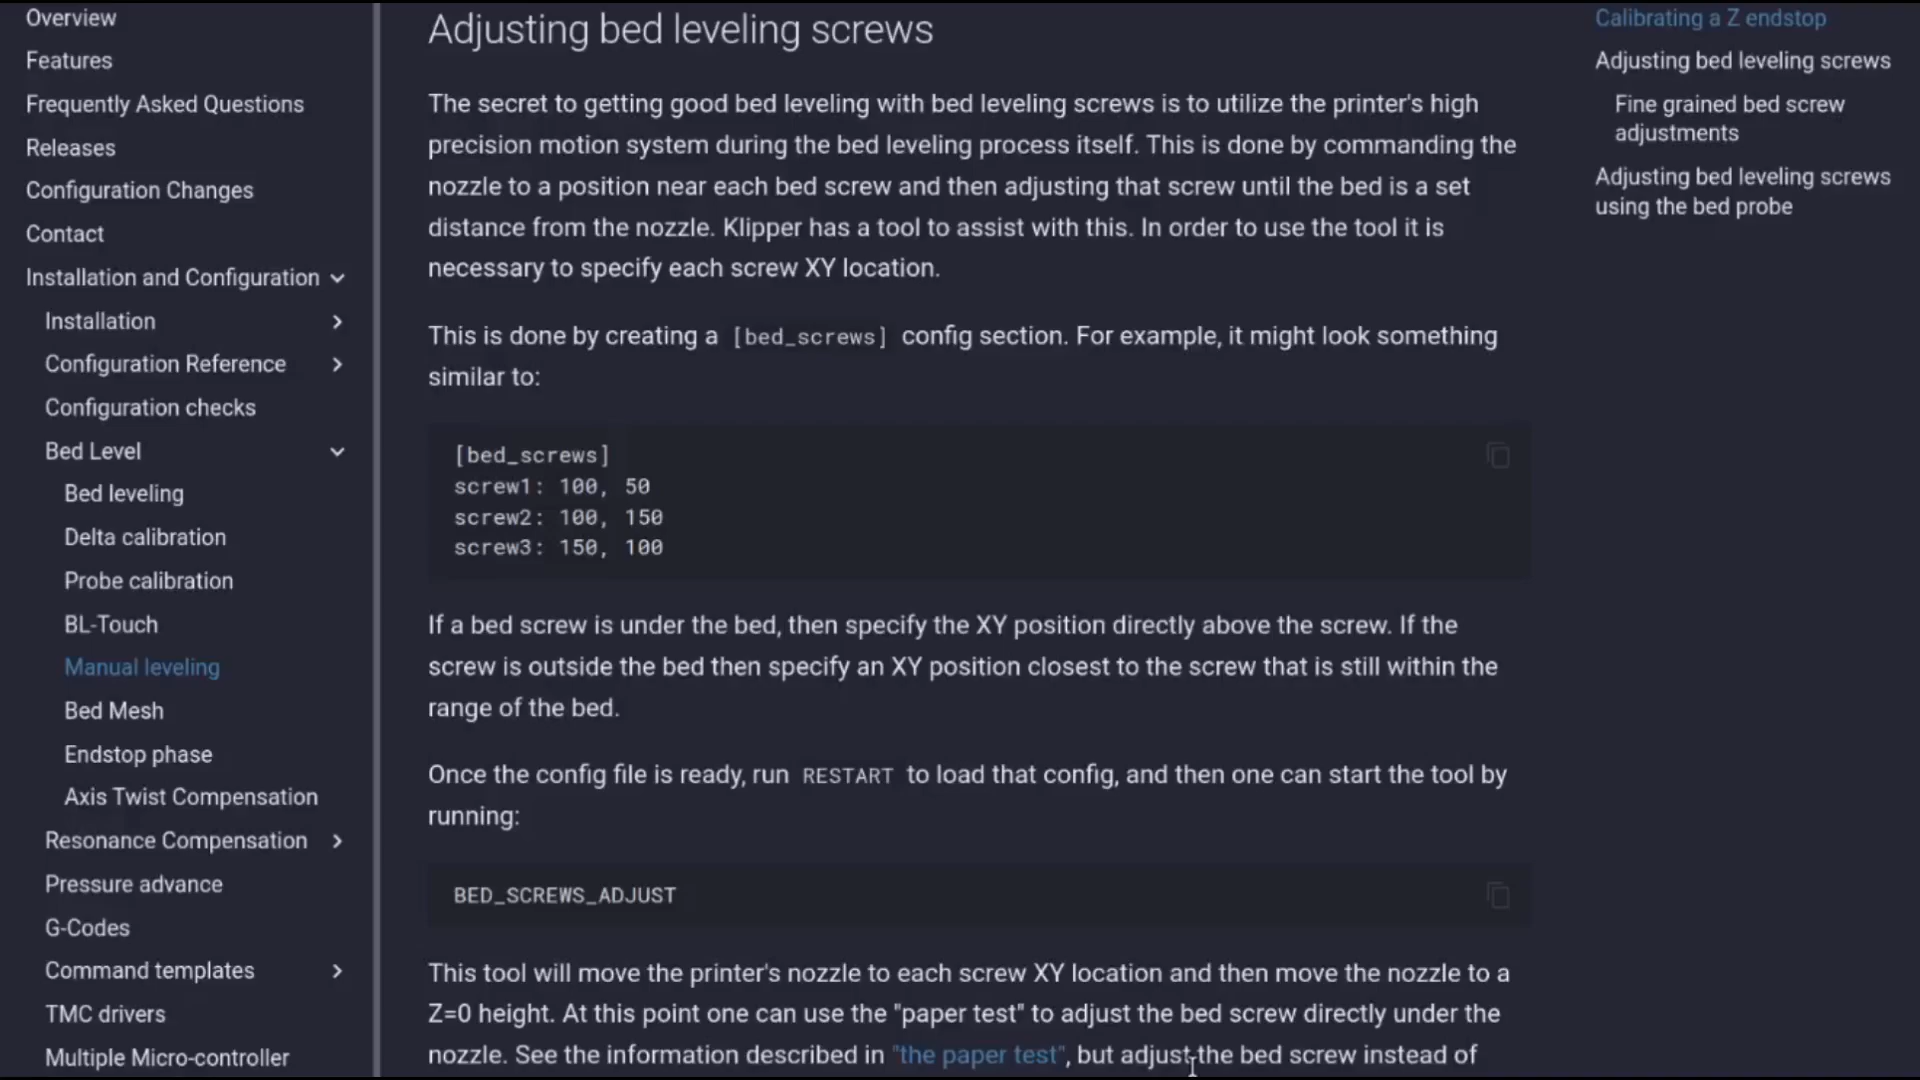 Overview
Features
Frequently Asked Questions
Releases
Configuration Changes
Contact
Installation and Configuration
Installation
Configuration Reference
Configuration checks
Bed Level
Bed leveling
Delta calibration
Probe calibration
BL-Touch
Manual leveling
Bed Mesh
Endstop phase
Axis Twist Compensation
Resonance Compensation
Pressure advance
G-Codes
Command templates
TMC drivers
Multiple Micro-controller
Adjusting bed leveling screws
The secret to getting good bed leveling with bed leveling screws is to utilize the printer's high
precision motion system during the bed leveling process itself. This is done by commanding the
nozzle to a position near each bed screw and then adjusting that screw until the bed is a set
distance from the nozzle. Klipper has a tool to assist with this. In order to use the tool it is
necessary to specify each screw XY location.
This is done by creating a [bed_screws] config section. For example, it might look something
similar to:
[bed_screws]
screw1: 100, 50
screw2: 100, 150
screw3: 150, 100
If a bed screw is under the bed, then specify the XY position directly above the screw. If the
screw is outside the bed then specify an XY position closest to the screw that is still within the
range of the bed.
Once the config file is ready, run RESTART to load that config, and then one can start the tool by
running:
BED_SCREWS_ADJUST
This tool will move the printer's nozzle to each screw XY location and then move the nozzle to a
Z=0 height. At this point one can use the "paper test" to adjust the bed screw directly under the
nozzle. See the information described in "the paper test", but adjust the bed screw instead of
Calibrating a Z endstop
Adjusting bed leveling screws
Fine grained bed screw
adjustments
Adjusting bed leveling screws
using the bed probe